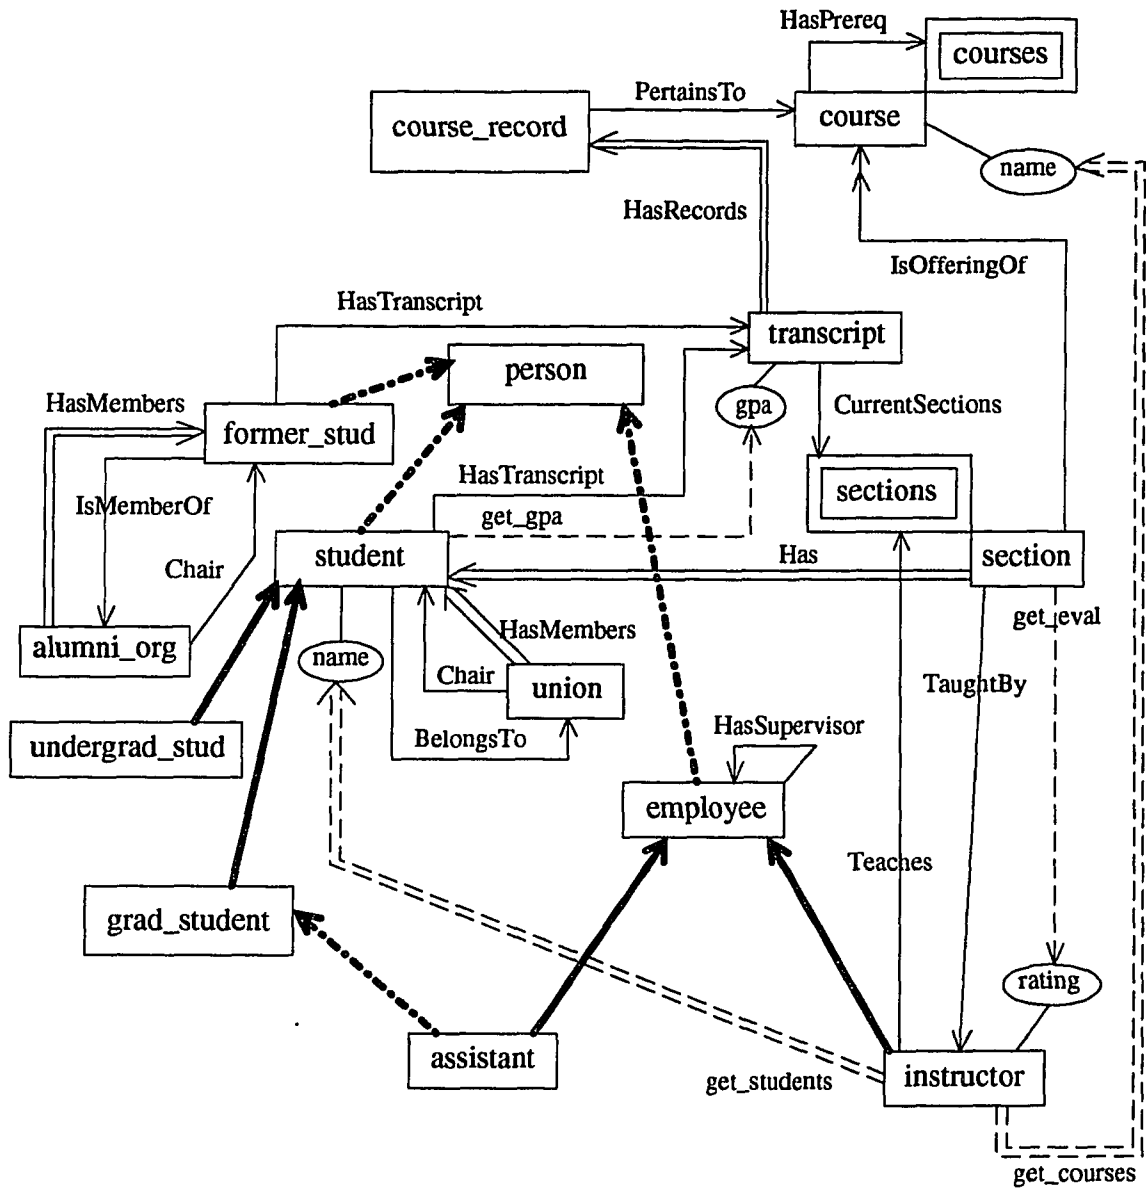 HasPrereq
courses
PertainsTo
course_record
course
name
HasRecords
IsOfferingOf
HasTranscript
transcript
person
HasMembers
gpa
CurrentSections
former_stud
HasTranscript
sections
IsMemberOf
get_gpa
student
Has
section
Chair
get_eval
HasMembers
alumni_org
name
Chair
union
TaughtBy
undergrad_stud
BelongsTo
HasSupervisor
employee
Teaches
grad_student
rating
assistant
get_students
instructor
get_courses